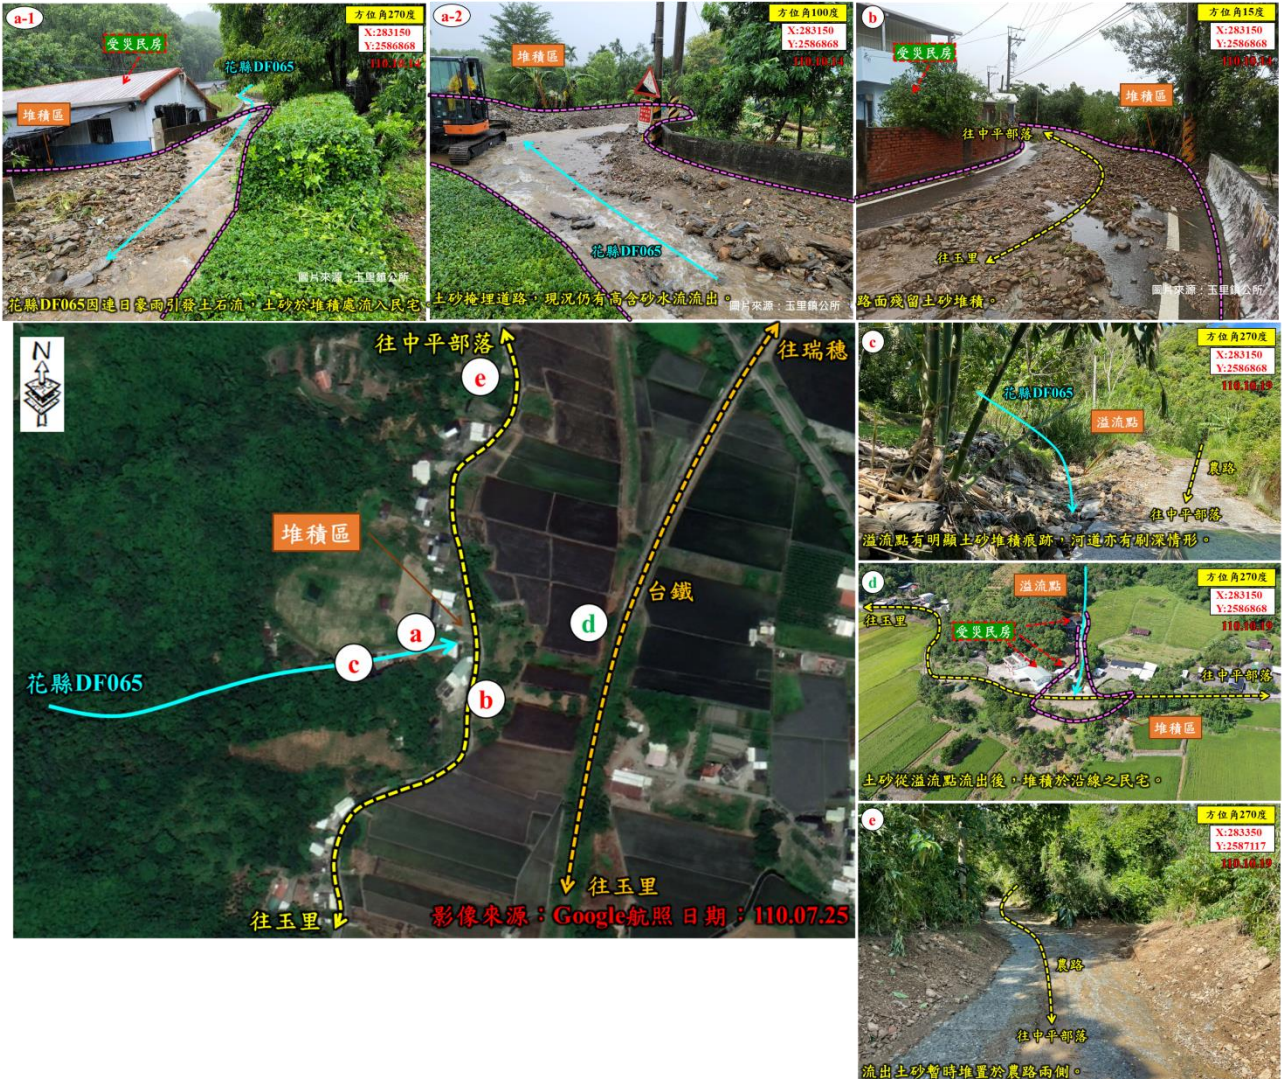 a-1
方位角270度
X:283150
Y:2586868
110.10.14
受災民房
花縣DF065
堆積區
圖片來源：玉里鎮公所
花縣DF065因連日豪雨引發土石流，土砂於堆積處流入民宅。
a-2
方位角100度
X:283150
Y:2586868
110.10.14
堆積區
花縣DF065
圖片來源：玉里鎮公所
土砂掩埋道路，現況仍有高含砂水流流出。
b
方位角15度
X:283150
Y:2586868
110.10.14
受災民房
堆積區
往中平部落
往玉里
圖片來源：玉里鎮公所
路面殘留土砂堆積。
N
往中平部落
往瑞穗
e
堆積區
台鐵
d
a
c
b
花縣DF065
往玉里
往玉里
影像來源：Google航照日期：110.07.25
c
方位角270度
X:283150
Y:2586868
110.10.19
花縣DF065
溢流點
農路
往中平部落
溢流點有明顯土砂堆積痕跡，河道亦有刷深情形。
d
方位角270度
X:283150
Y:2586868
110.10.19
溢流點
往玉里
受災民房
往中平部落
堆積區
土砂從溢流點流出後，堆積於沿線之民宅。
e
方位角270度
X:283350
Y:2587117
110.10.19
農路
往中平部落
流出土砂暫時堆置於農路兩側。